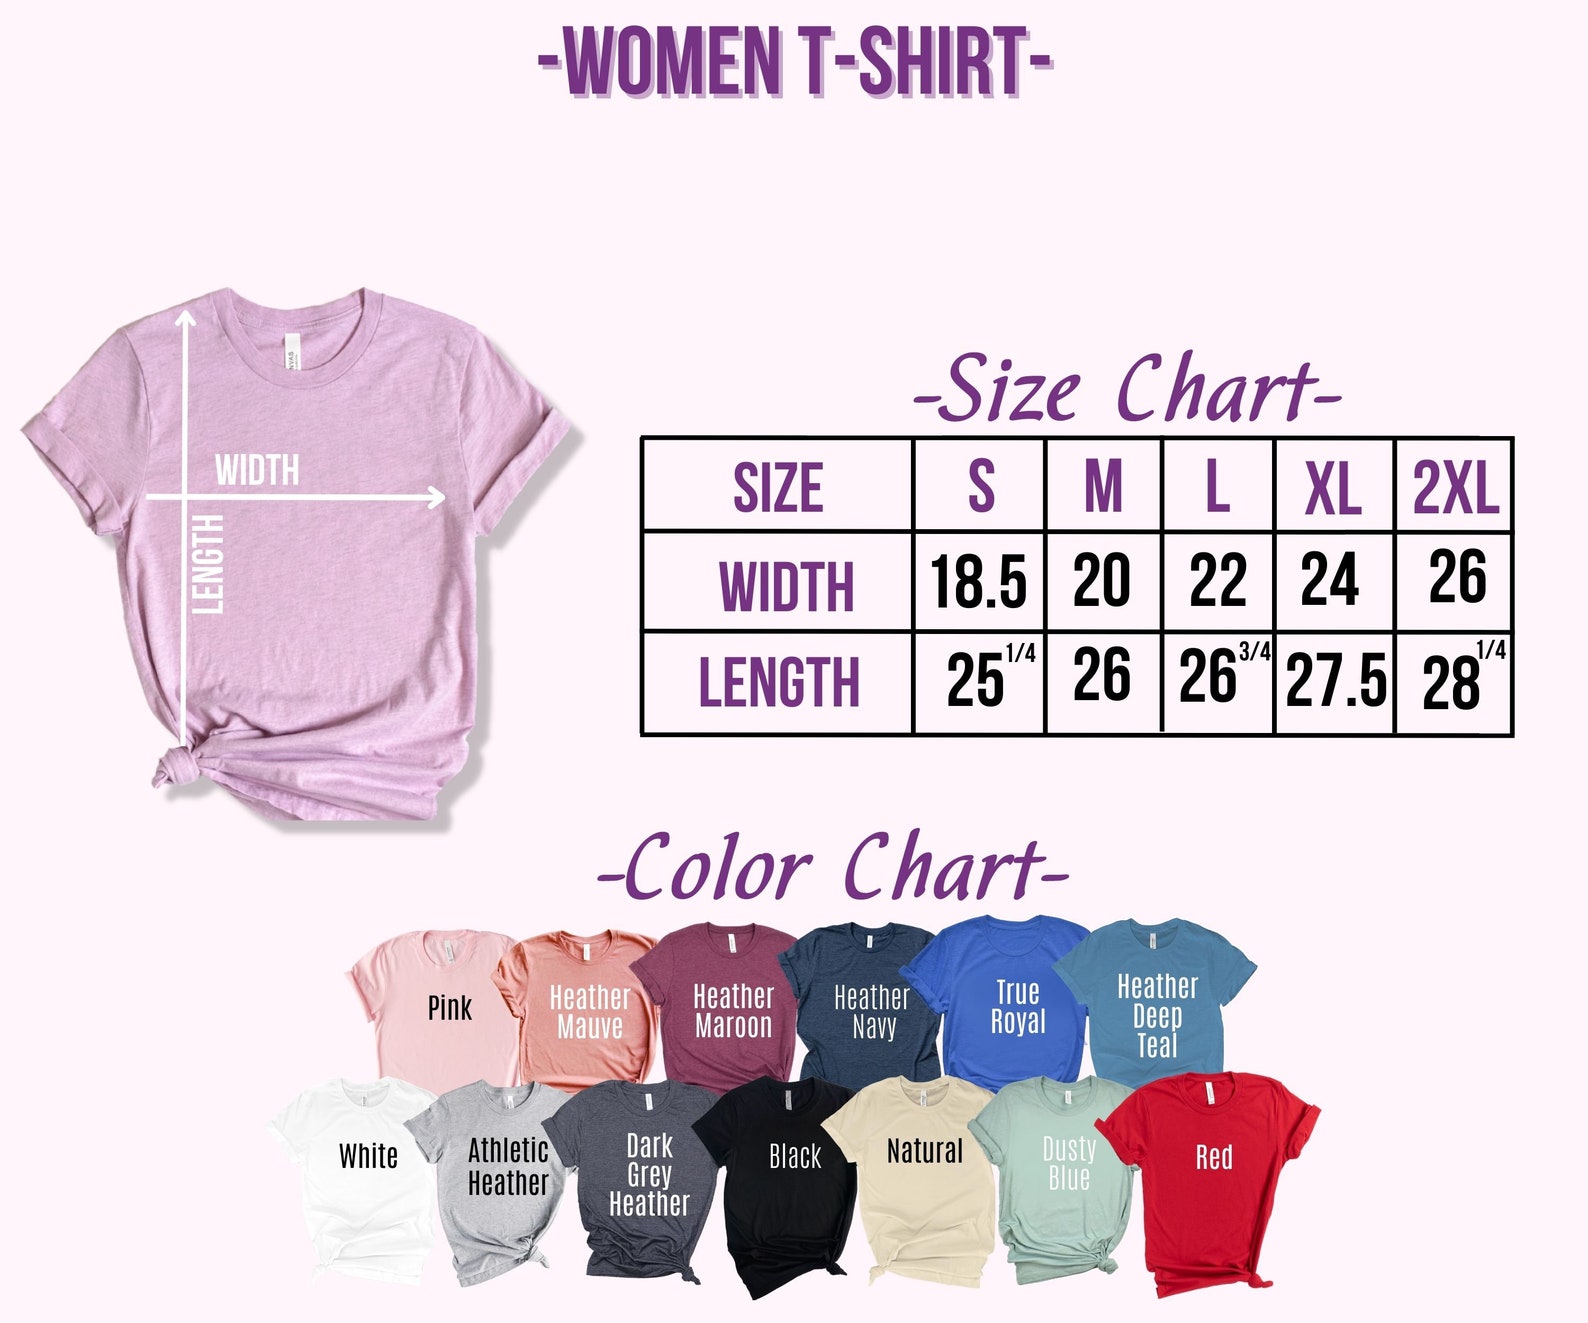 -WOMEN T-SHIRT-
WIDTH
LENGTH
-Size Chart-
SIZE S M L XL 2XL
WIDTH 18.5 20 22 24 26
LENGTH 25 1/4 26 26 3/4 27.5 28 1/4
-Color Chart-
Pink
Heather
Mauve
Heather
Maroon
Heather
Navy
True
Royal
Heather
Deep
Teal
White
Athletic
Heather
Dark
Grey
Heather
Black
Natural
Dusty
Blue
Red